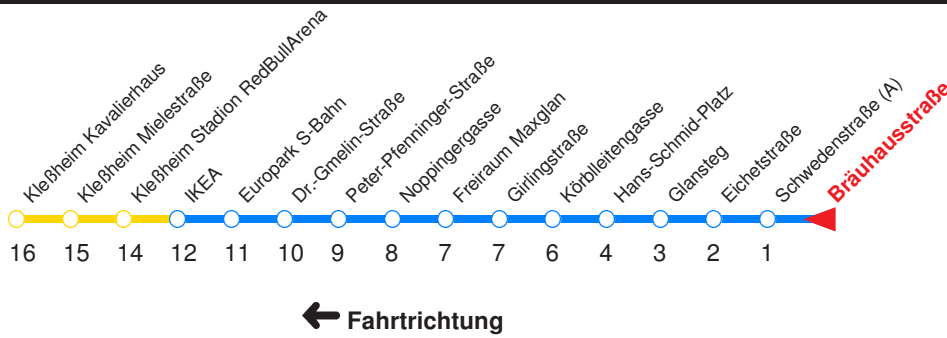 Kleßheim Kavalierhaus
Kleßheim Mielestraße
Kleßheim Stadion RedBullArena
IKEA
Europark S-Bahn
Dr.-Gmelin-Straße
Peter-Pfenninger-Straße
Noppingergasse
Freiraum Maxglan
Girlingstraße
Körblleitengasse
Hans-Schmid-Platz
Glansteg
Eichetstraße
Schwedenstraße (A)
Bräuhausstraße
16 15 14 12 11 10 9 8 7 7 6 4 3 2 1
Fahrtrichtung